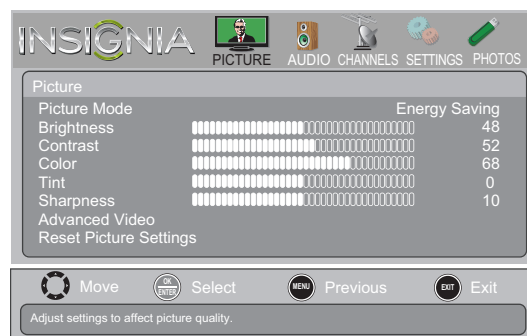 INSIGNIA
PICTURE AUDIO CHANNELS SETTINGS PHOTOS
Picture
Picture Mode Energy Saving
Brightness 48
Contrast 52
Color 68
Tint 0
Sharpness 10
Advanced Video
Reset Picture Settings
Move OK ENTER Select MENU Previous EXIT Exit
Adjust settings to affect picture quality.